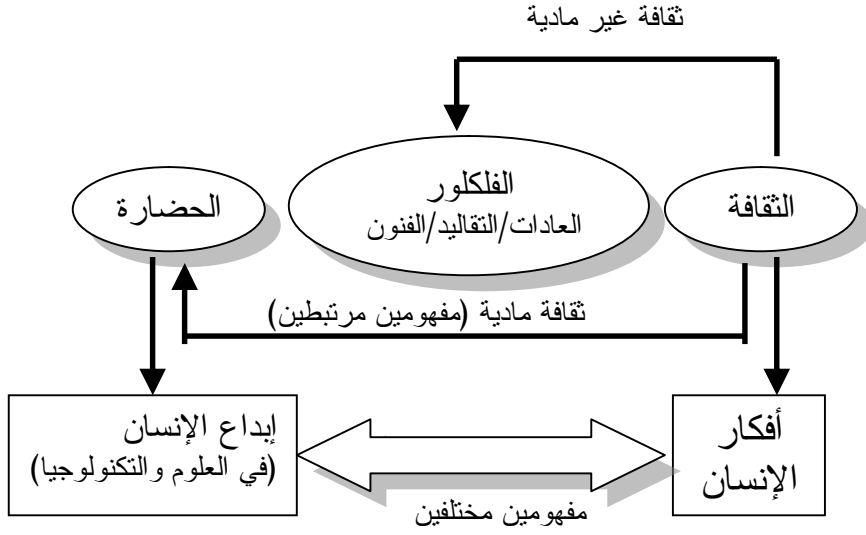 ثقافة غير مادية
الثقافة
الفلكلور
العادات/التقاليد/الفنون
الحضارة
ثقافة مادية (مفهومين مرتبطين)
أفكار
الإنسان
إبداع الإنسان
(في العلوم والتكنولوجيا)
مفهومين مختلفين